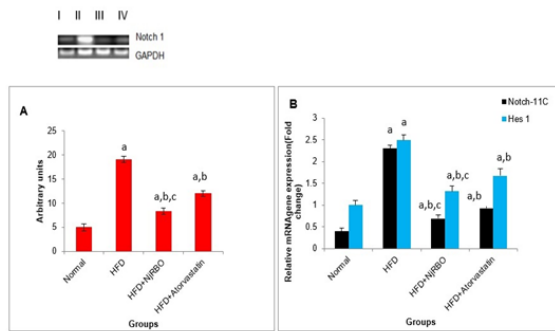 I II III IV
Notch 1
GAPDH
A
Arbitrary units
25
20
15
10
5
0
a
a,b,c
a,b
Normal
HFD
HFD+NjRBO
HFD+Atorvastatin
Groups
B
Notch-11C
Hes 1
Relative mRNAgene expression(Fold change)
3
2.5
2
1.5
1
0.5
0
a a
a,b,c a,b,c
a,b a,b
Normal
HFD
HFD+NjRBO
HFD+Atorvastatin
Groups